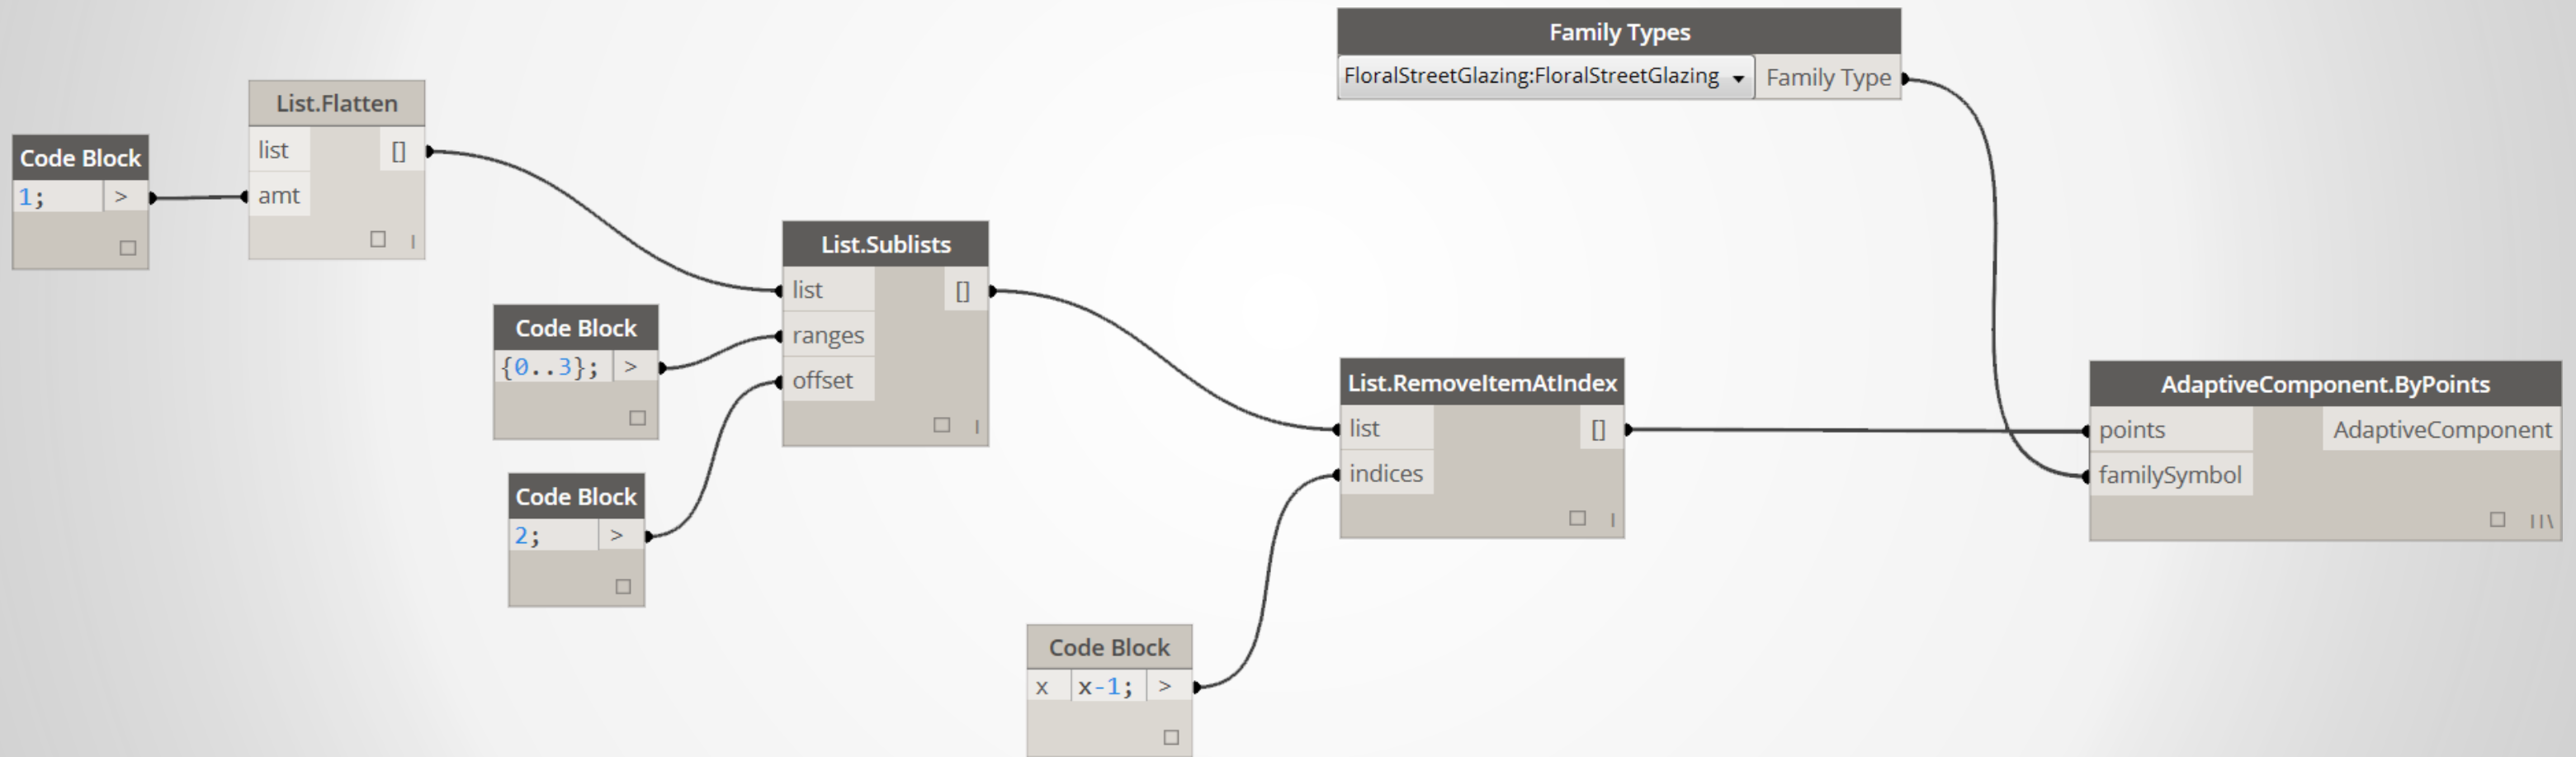 Family Types
FloralStreetGlazing:FloralStreetGlazing
Family Type
List.Flatten
list
[]
amt
|
Code Block
1;
>
List.Sublists
list
[]
ranges
offset
|
Code Block
{0..3};
>
Code Block
2;
>
List.RemoveItemAtIndex
list
[]
indices
|
AdaptiveComponent.ByPoints
points
AdaptiveComponent
familySymbol
||\
Code Block
x
x-1;
>